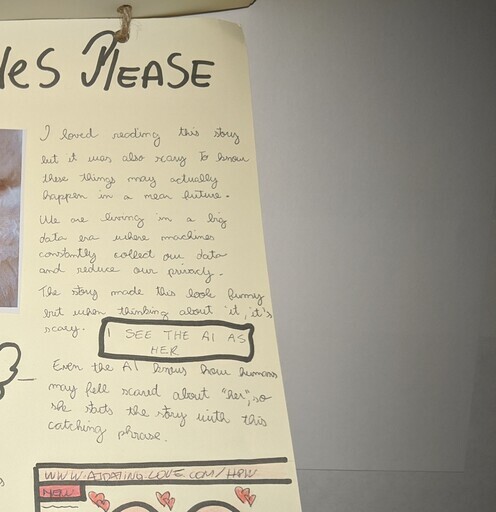 es PLEASE
I loved reading this story
but it was also scary to know
these things may actually
happen in a near future.
We are living in a big
data era where machines
constantly collect our data
and reduce our privacy.
The story made this look funny
but when thinking about it, it's
scary.
I SEE THE AI AS
HER
Even the AI knows how humans
may fell scared about "her", so
she starts the story with this
catching phrase.
WWW.AIDATING.LOVE.COM/HPW
NEW